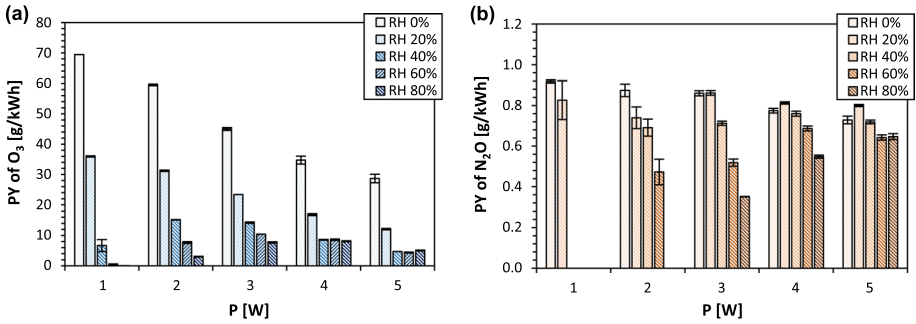 (a)
PY of O3 [g/kWh]
80
70
60
50
40
30
20
10
0
RH 0%
RH 20%
RH 40%
RH 60%
RH 80%
1 2 3 4 5
P [W]
(b)
PY of N2O [g/kWh]
1.2
1.0
0.8
0.6
0.4
0.2
0.0
RH 0%
RH 20%
RH 40%
RH 60%
RH 80%
1 2 3 4 5
P [W]